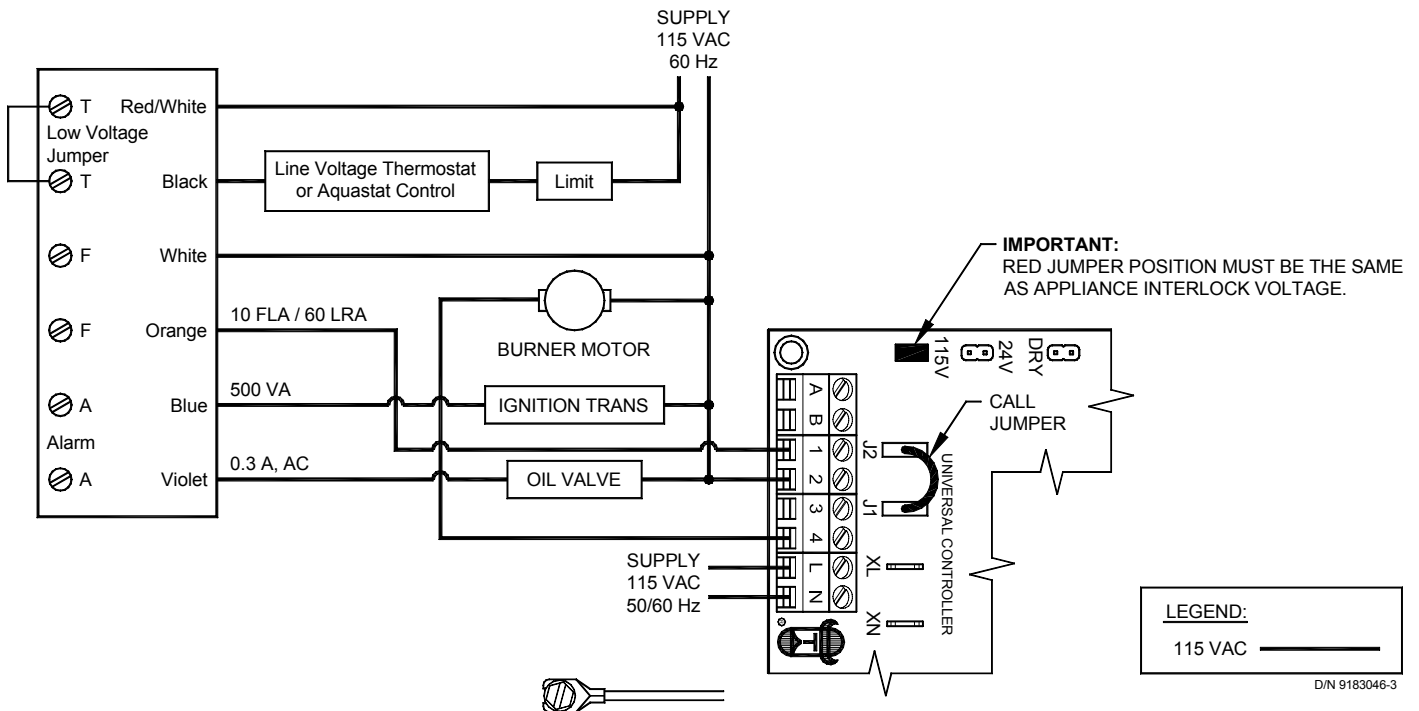 SUPPLY
115 VAC
60 Hz
T
Red/White
Low Voltage
Jumper
T
Black
Line Voltage Thermostat
or Aquastat Control
Limit
F
White
F
Orange
10 FLA / 60 LRA
BURNER MOTOR
A
Blue
500 VA
IGNITION TRANS
Alarm
A
Violet
0.3 A, AC
OIL VALVE
IMPORTANT:
RED JUMPER POSITION MUST BE THE SAME
AS APPLIANCE INTERLOCK VOLTAGE.
115V
24V
DRY
CALL
JUMPER
A
B
1
2
3
4
L
N
J2
J1
XL
XN
UNIVERSAL CONTROLLER
SUPPLY
115 VAC
50/60 Hz
LEGEND:
115 VAC
D/N 9183046-3